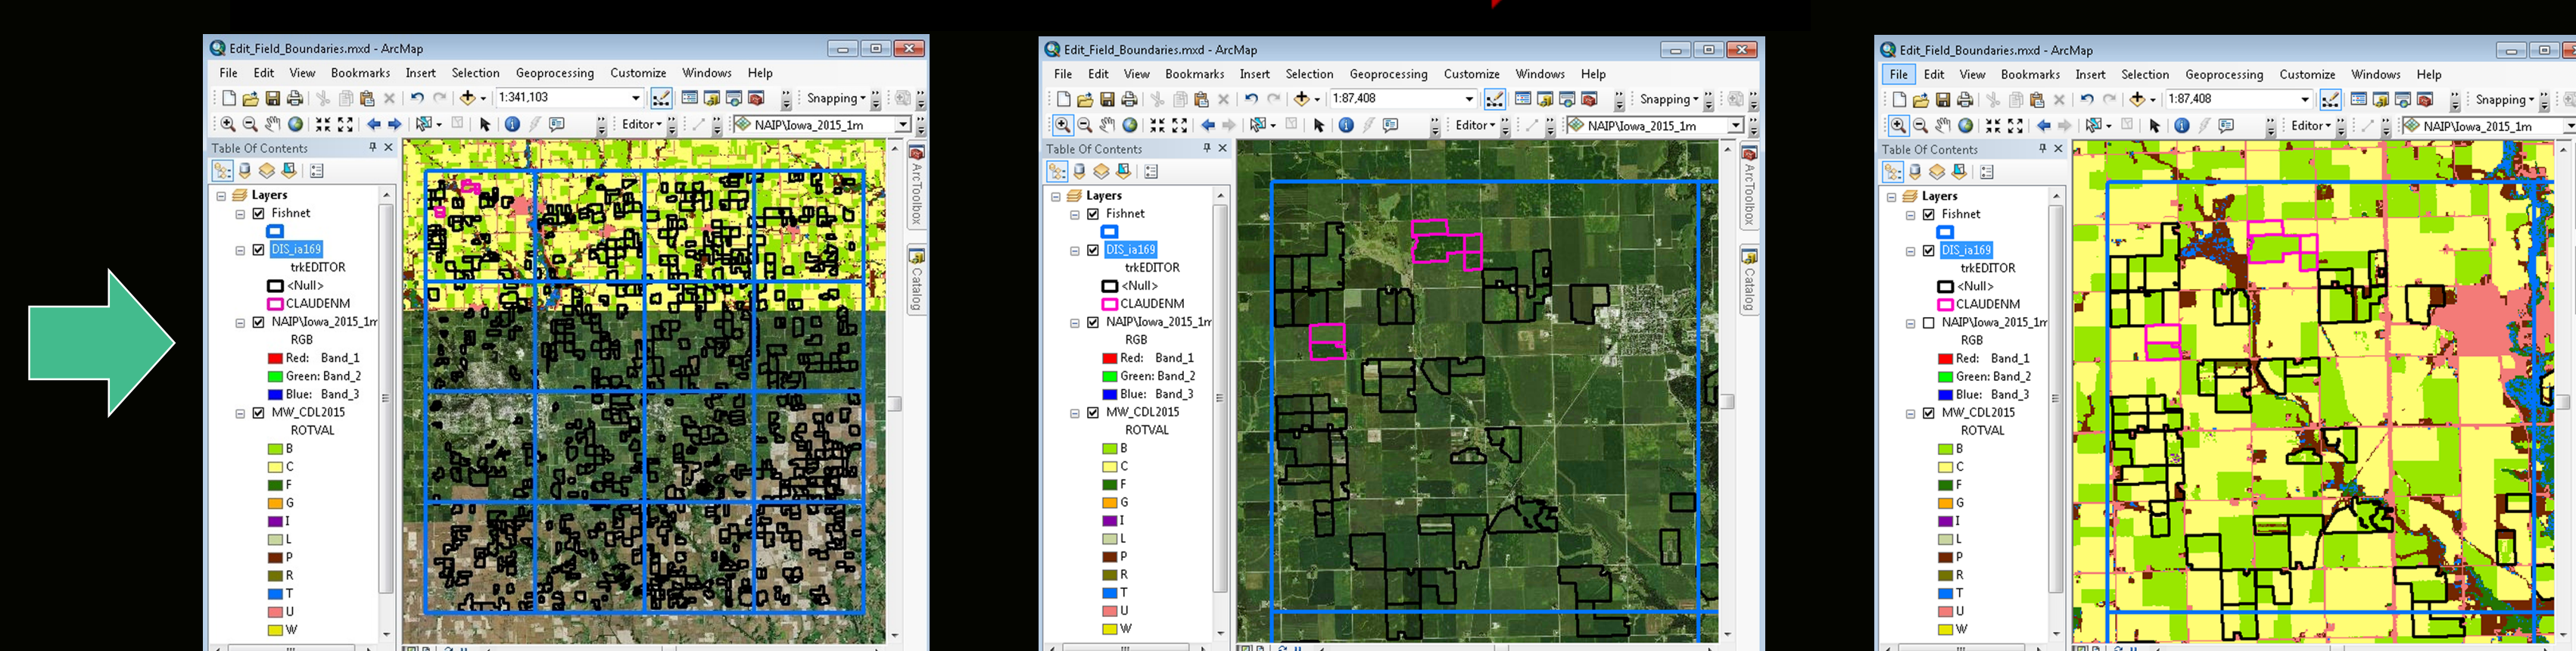 Edit_Field_Boundaries.mxd - ArcMap
File Edit View Bookmarks Insert Selection Geoprocessing Customize Windows Help
1:341,103
Snapping
Editor
NAIP\Iowa_2015_1m
Table Of Contents
Layers
Fishnet
DIS_ia169
trkEDITOR
<Null>
CLAUDENM
NAIP\Iowa_2015_1m
RGB
Red: Band_1
Green: Band_2
Blue: Band_3
MW_CDL2015
ROTVAL
B
C
F
G
I
L
P
R
T
U
W
ArcToolbox
Catalog
Edit_Field_Boundaries.mxd - ArcMap
File Edit View Bookmarks Insert Selection Geoprocessing Customize Windows Help
1:87,408
Snapping
Editor
NAIP\Iowa_2015_1m
Table Of Contents
Layers
Fishnet
DIS_ia169
trkEDITOR
<Null>
CLAUDENM
NAIP\Iowa_2015_1m
RGB
Red: Band_1
Green: Band_2
Blue: Band_3
MW_CDL2015
ROTVAL
B
C
F
G
I
L
P
R
T
U
W
ArcToolbox
Catalog
Edit_Field_Boundaries.mxd - ArcMap
File Edit View Bookmarks Insert Selection Geoprocessing Customize Windows Help
1:87,408
Snapping
Editor
NAIP\Iowa_2015_1m
Table Of Contents
Layers
Fishnet
DIS_ia169
trkEDITOR
<Null>
CLAUDENM
NAIP\Iowa_2015_1m
RGB
Red: Band_1
Green: Band_2
Blue: Band_3
MW_CDL2015
ROTVAL
B
C
F
G
I
L
P
R
T
U
W